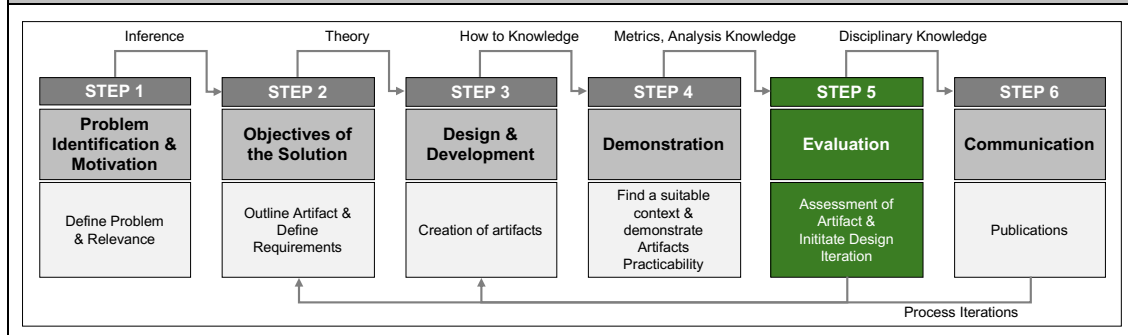 Inference
Theory
How to Knowledge
Metrics, Analysis Knowledge
Disciplinary Knowledge
STEP 1
STEP 2
STEP 3
STEP 4
STEP 5
STEP 6
Problem
Identification &
Motivation
Objectives of
the Solution
Design &
Development
Demonstration
Evaluation
Communication
Define Problem
& Relevance
Outline Artifact &
Define
Requirements
Creation of artifacts
Find a suitable
context &
demonstrate
Artifacts
Practicability
Assessment of
Artifact &
Inititate Design
Iteration
Publications
Process Iterations